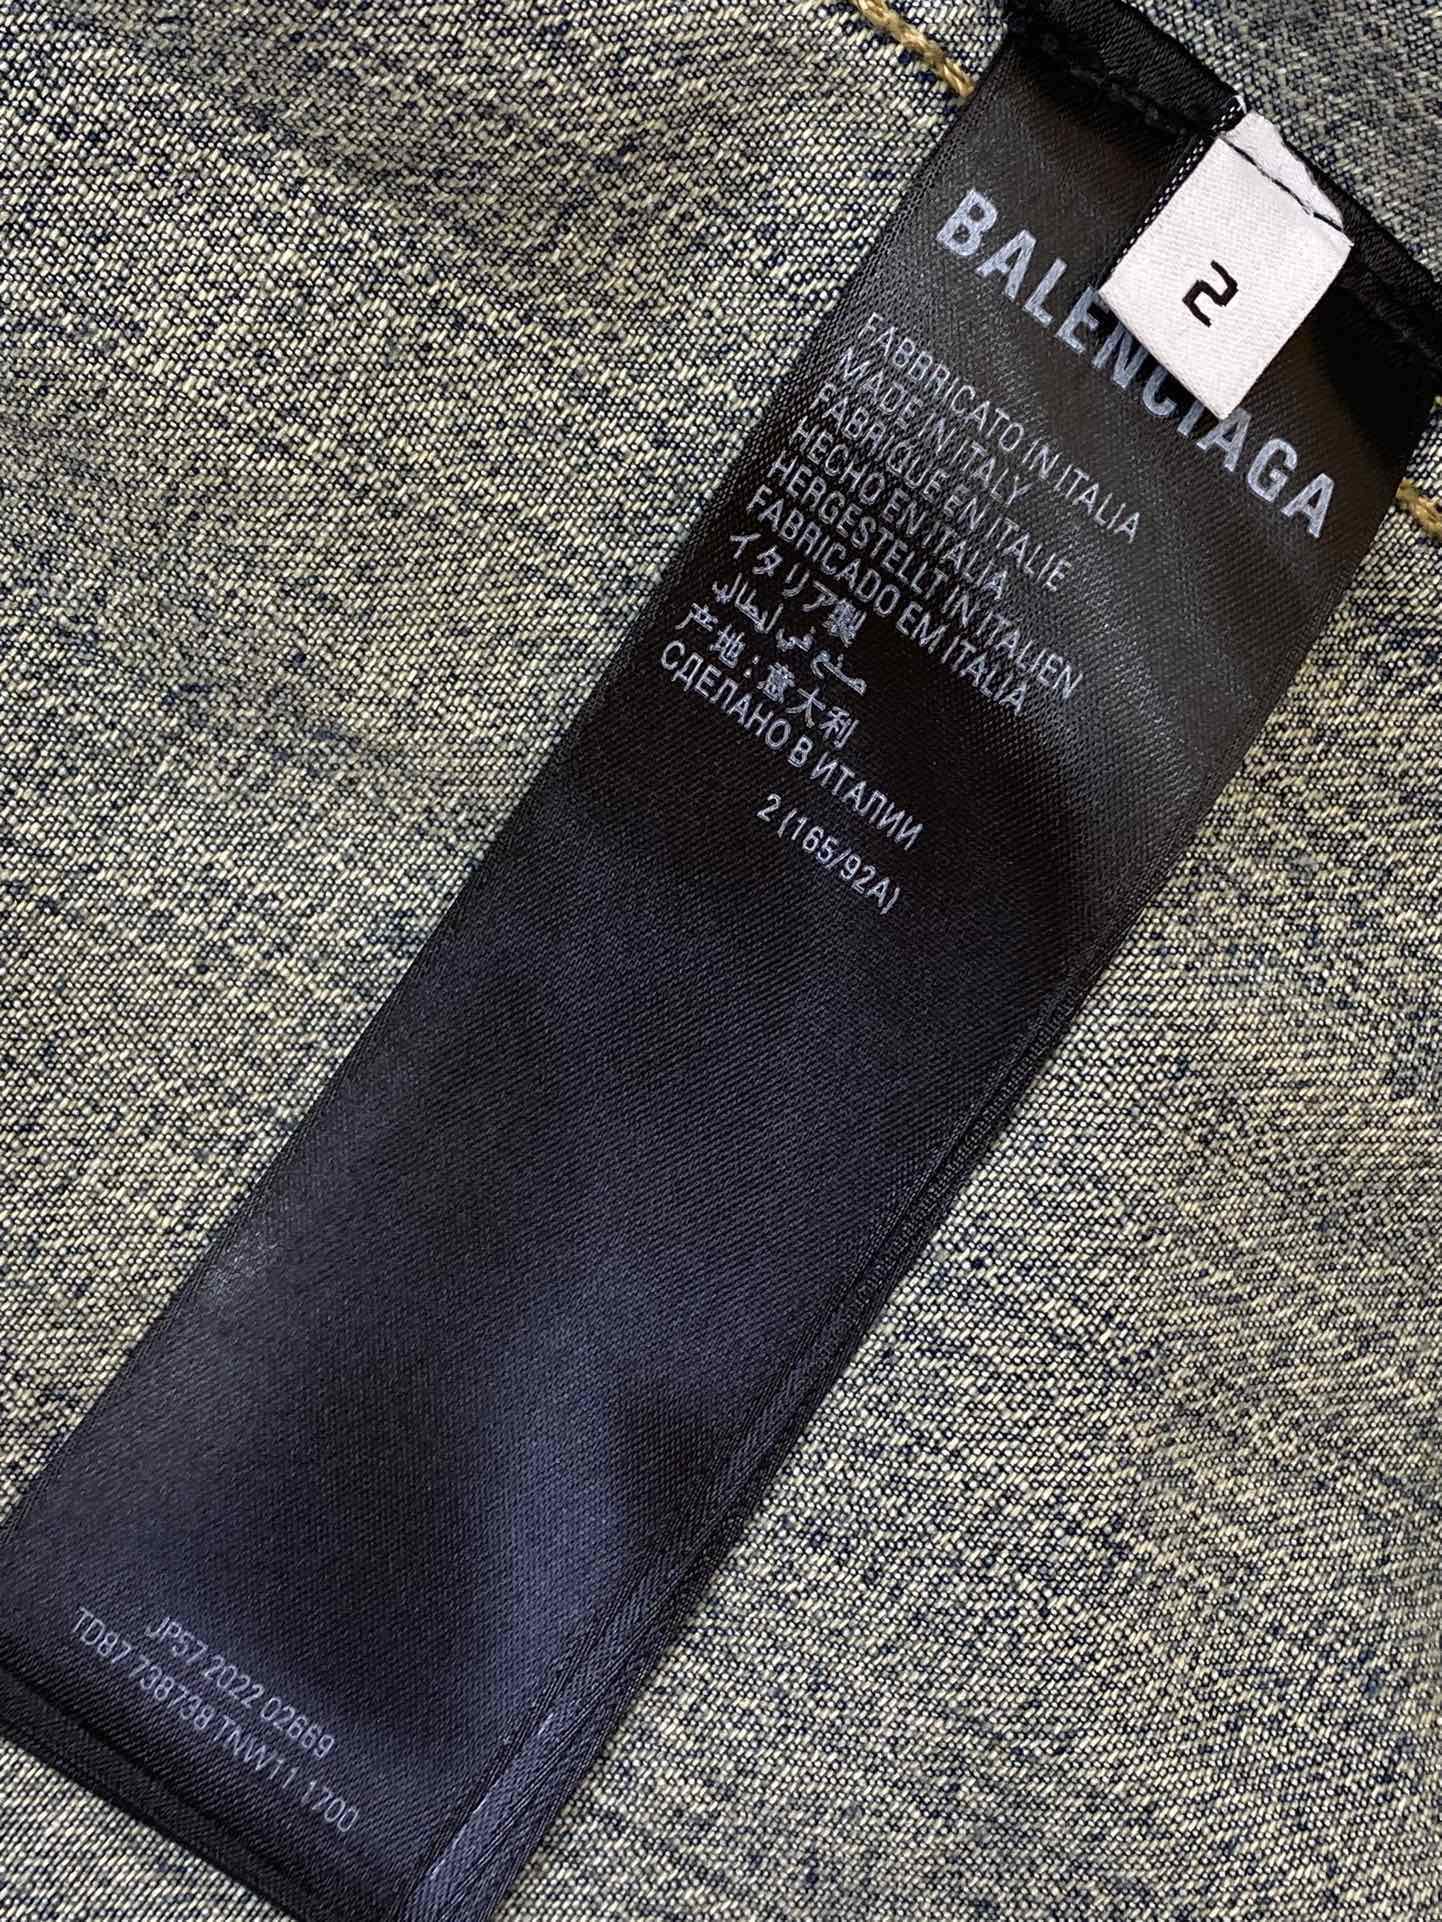 2
BALENCIAGA
FABBRICATO IN ITALIA
MADE IN ITALY
FABRIQUE EN ITALIE
HECHO EN ITALIA
HERGESTELLT IN ITALIEN
FABRICADO EM ITALIA
イタリア製
صنع في ايطاليا
产地：意大利
СДЕЛАНО В ИТАЛИИ
2 (165/92A)
JP57 2022 02669
TD87 738738 TNW11 1700